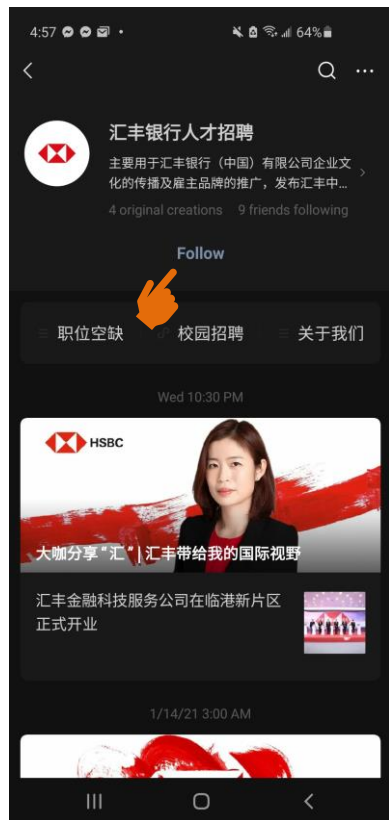 4:57
64%
汇丰银行人才招聘
主要用于汇丰银行（中国）有限公司企业文
化的传播及雇主品牌的推广，发布汇丰中...
4 original creations 9 friends following
Follow
职位空缺 校园招聘 关于我们
Wed 10:30 PM
HSBC
大咖分享“汇”| 汇丰带给我的国际视野
汇丰金融科技服务公司在临港新片区
正式开业
1/14/21 3:00 AM